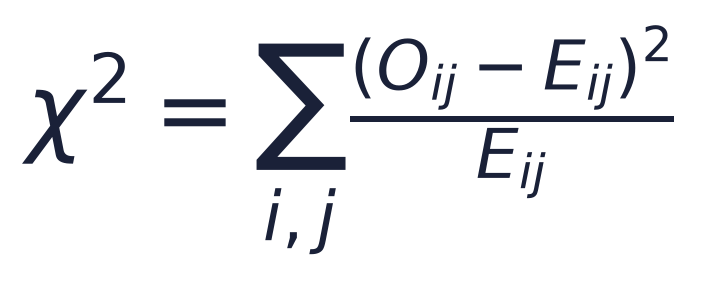 χ² = ∑_{i,j} (O_{ij} − E_{ij})² / E_{ij}